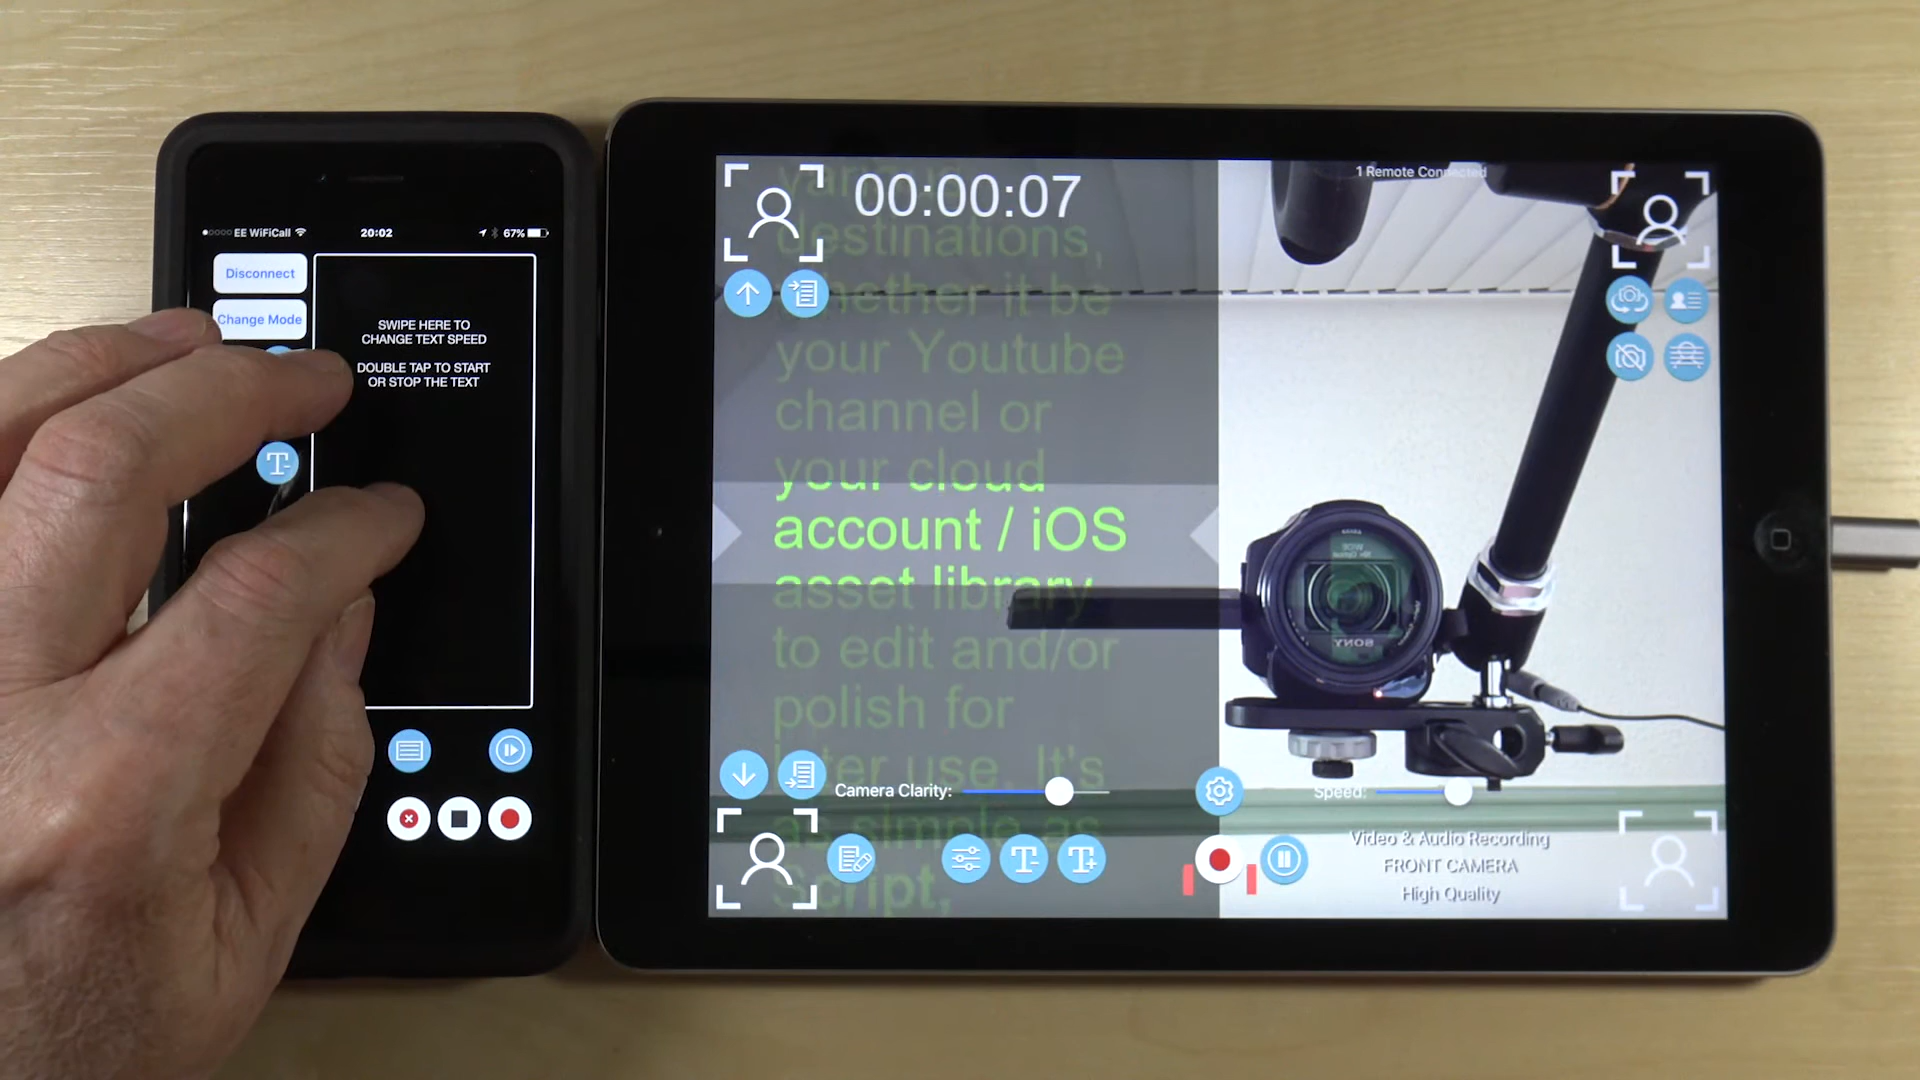 EE WiFiCall
20:02
67%
Disconnect
Change Mode
SWIPE HERE TO
CHANGE TEXT SPEED
DOUBLE TAP TO START
OR STOP THE TEXT
T-
00:00:07
1 Remote Connected
various
destinations,
whether it be
your Youtube
channel or
your cloud
account / iOS
asset library
to edit and/or
polish for
later use. It's
as simple as
Script,
Camera Clarity:
Speed:
T-
T+
Video & Audio Recording
FRONT CAMERA
High Quality
SONY